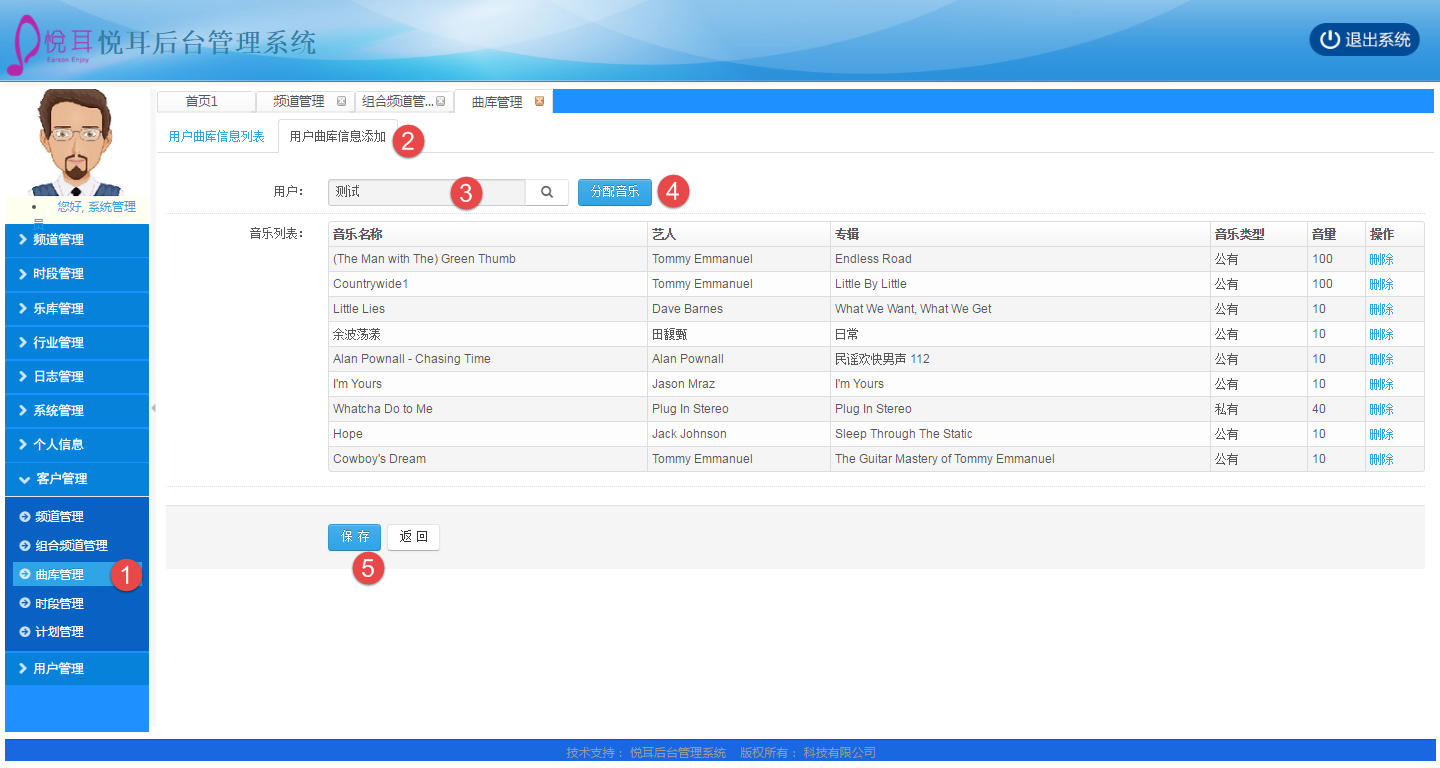 悦耳 悦耳后台管理系统
Earson Enjoy
退出系统
首页1 频道管理 组合频道管... 曲库管理
用户曲库信息列表 用户曲库信息添加 2
您好, 系统管理
员
频道管理
时段管理
乐库管理
行业管理
日志管理
系统管理
个人信息
客户管理
频道管理
组合频道管理
曲库管理 1
时段管理
计划管理
用户管理
用户： 测试 3 分配音乐 4
音乐列表： 音乐名称 艺人 专辑 音乐类型 音量 操作
(The Man with The) Green Thumb Tommy Emmanuel Endless Road 公有 100 删除
Countrywide1 Tommy Emmanuel Little By Little 公有 100 删除
Little Lies Dave Barnes What We Want, What We Get 公有 10 删除
余波荡漾 田馥甄 日常 公有 10 删除
Alan Pownall - Chasing Time Alan Pownall 民谣欢快男声 112 公有 10 删除
I'm Yours Jason Mraz I'm Yours 公有 10 删除
Whatcha Do to Me Plug In Stereo Plug In Stereo 私有 40 删除
Hope Jack Johnson Sleep Through The Static 公有 10 删除
Cowboy's Dream Tommy Emmanuel The Guitar Mastery of Tommy Emmanuel 公有 10 删除
保 存 返 回
5
技术支持： 悦耳后台管理系统 版权所有： 科技有限公司